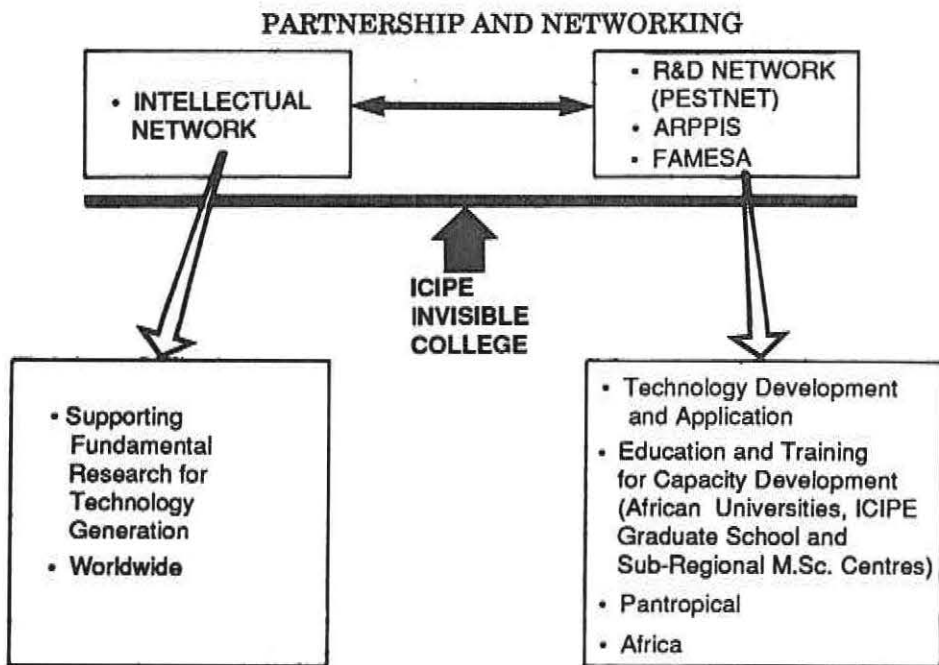 PARTNERSHIP AND NETWORKING
• INTELLECTUAL
NETWORK
• R&D NETWORK
(PESTNET)
• ARPPIS
• FAMESA
ICIPE
INVISIBLE
COLLEGE
• Supporting
Fundamental
Research for
Technology
Generation
• Worldwide
• Technology Development
and Application
• Education and Training
for Capacity Development
(African Universities, ICIPE
Graduate School and
Sub-Regional M.Sc. Centres)
• Pantropical
• Africa